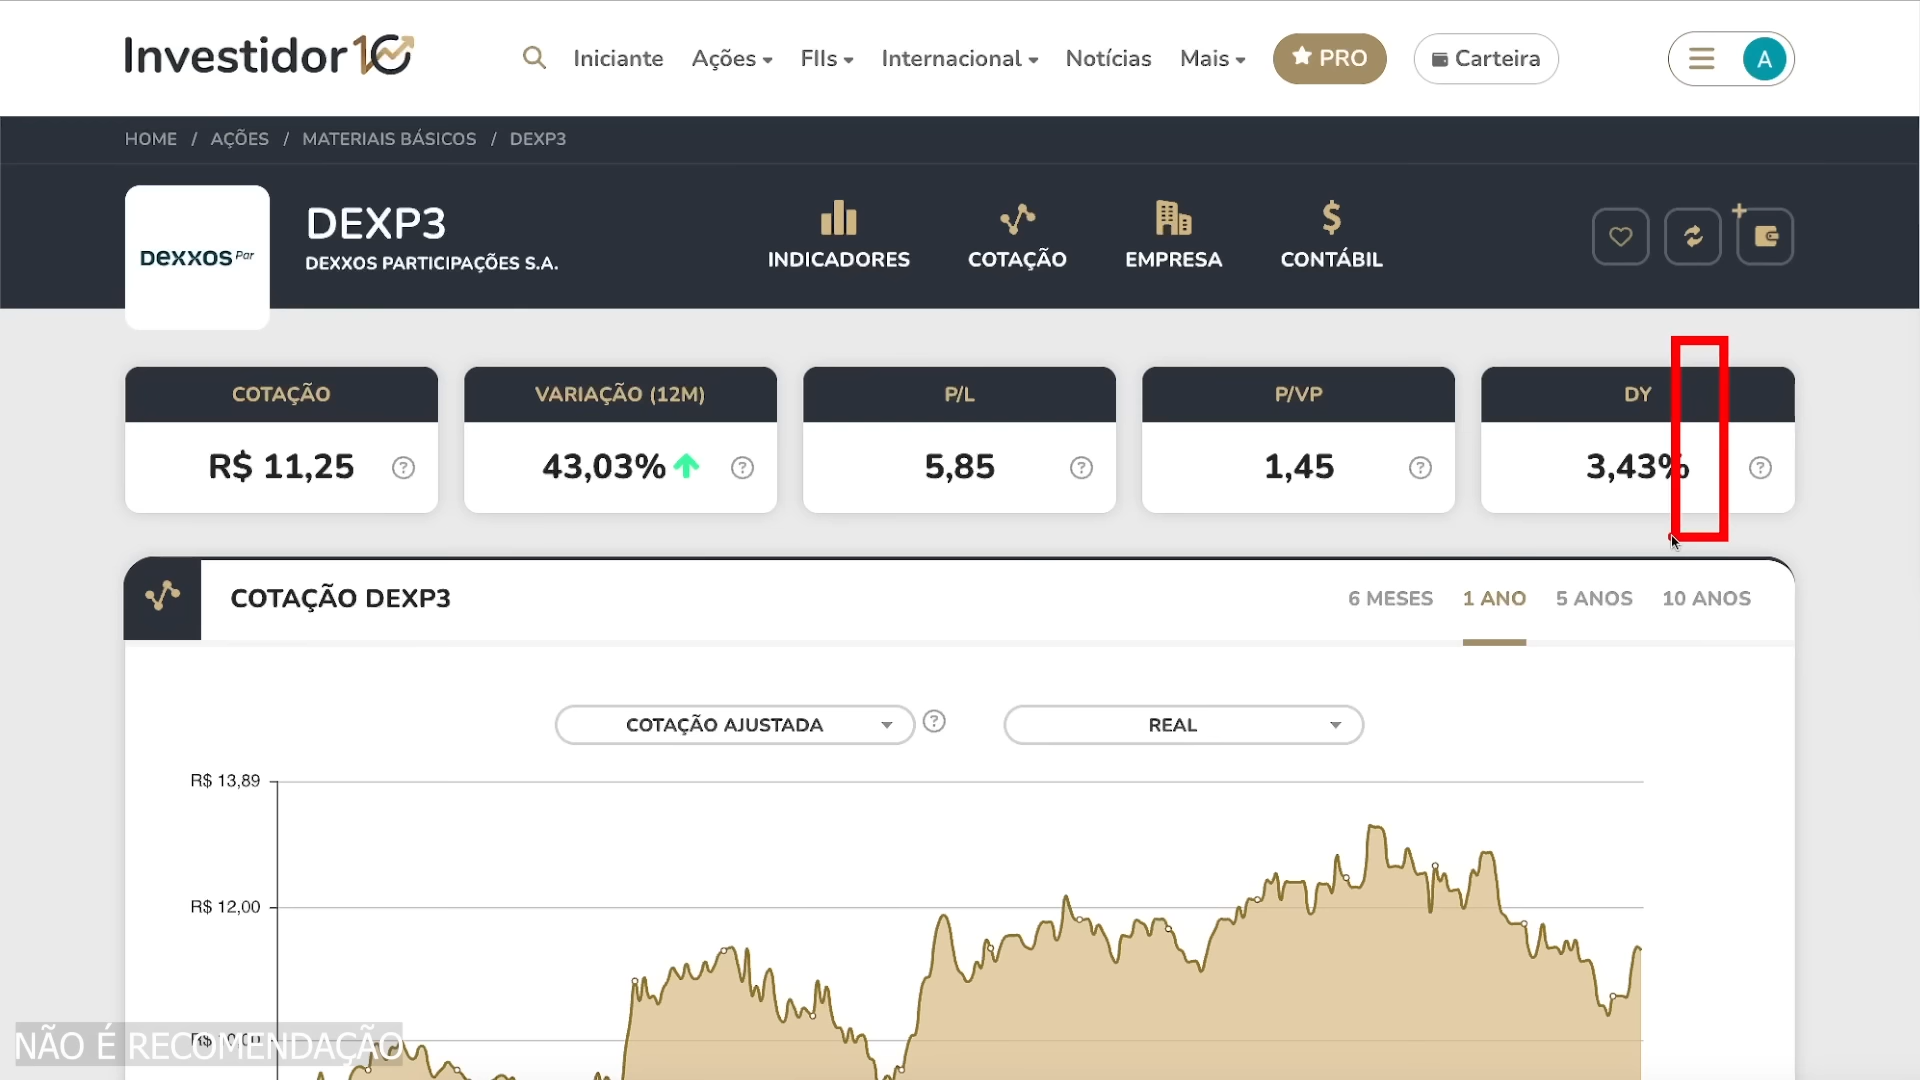 Investidor10
Iniciante
Ações
FIIs
Internacional
Notícias
Mais
PRO
Carteira
A
HOME / AÇÕES / MATERIAIS BÁSICOS / DEXP3
Dexxos Par
DEXP3
DEXXOS PARTICIPAÇÕES S.A.
INDICADORES
COTAÇÃO
EMPRESA
CONTÁBIL
COTAÇÃO
R$ 11,25
?
VARIAÇÃO (12M)
43,03%
?
P/L
5,85
?
P/VP
1,45
?
DY
3,43%
?
COTAÇÃO DEXP3
6 MESES
1 ANO
5 ANOS
10 ANOS
COTAÇÃO AJUSTADA
?
REAL
R$ 13,89
R$ 12,00
NÃO É RECOMENDAÇÃO